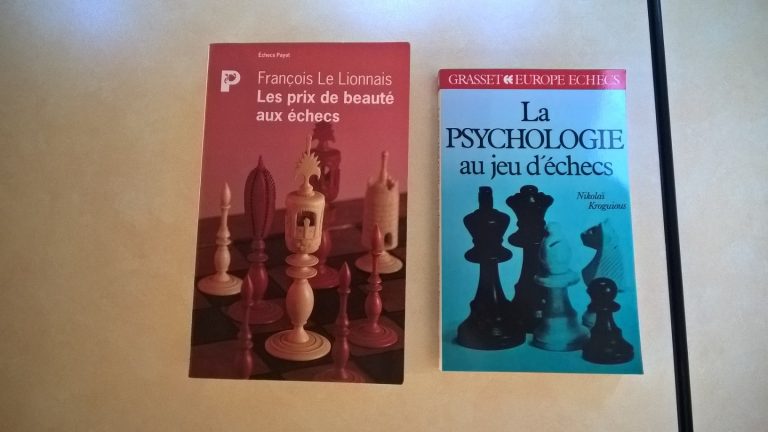 Échecs Payot
P
François Le Lionnais
Les prix de beauté
aux échecs
GRASSET EUROPE ECHECS
La
PSYCHOLOGIE
au jeu d'échecs
Nikolaï
Kroguious